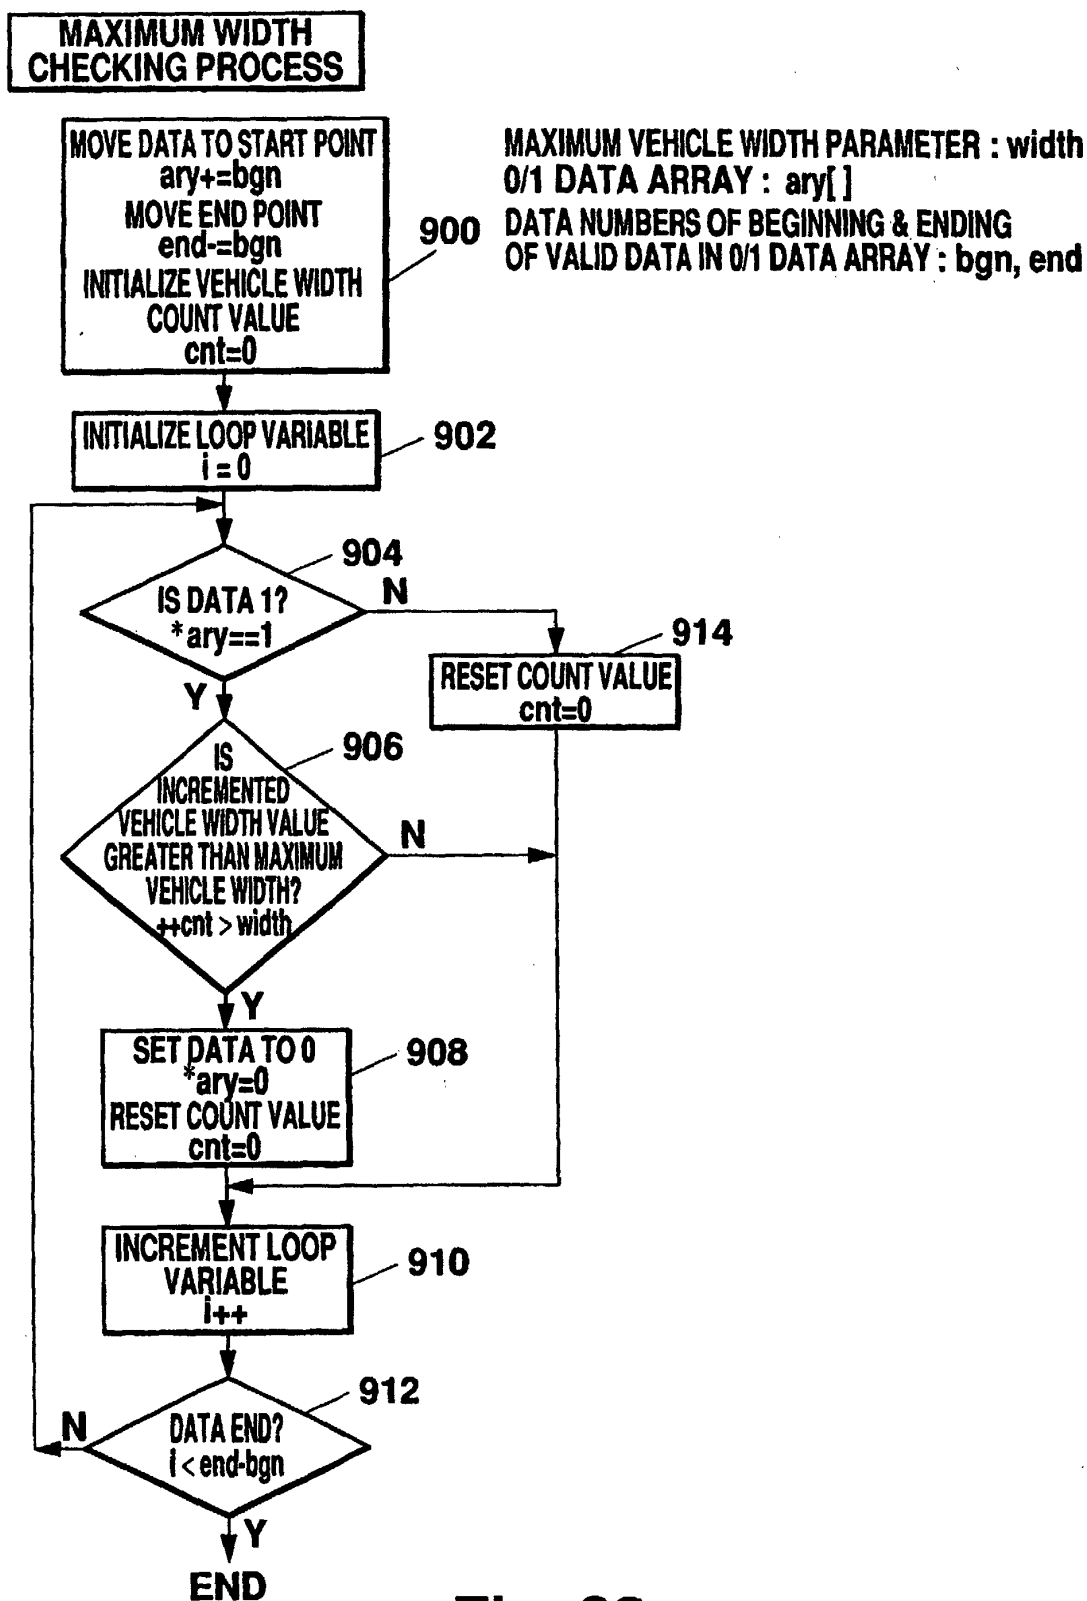 MAXIMUM WIDTH
CHECKING PROCESS
MOVE DATA TO START POINT
ary+=bgn
MOVE END POINT
end-=bgn
INITIALIZE VEHICLE WIDTH
COUNT VALUE
cnt=0
900
MAXIMUM VEHICLE WIDTH PARAMETER : width
0/1 DATA ARRAY : ary[ ]
DATA NUMBERS OF BEGINNING & ENDING
OF VALID DATA IN 0/1 DATA ARRAY : bgn, end
INITIALIZE LOOP VARIABLE
i = 0
902
904
IS DATA 1?
*ary==1
N
Y
914
RESET COUNT VALUE
cnt=0
906
IS
INCREMENTED
VEHICLE WIDTH VALUE
GREATER THAN MAXIMUM
VEHICLE WIDTH?
++cnt > width
N
Y
SET DATA TO 0
*ary=0
RESET COUNT VALUE
cnt=0
908
INCREMENT LOOP
VARIABLE
i++
910
912
DATA END?
i < end-bgn
N
Y
END